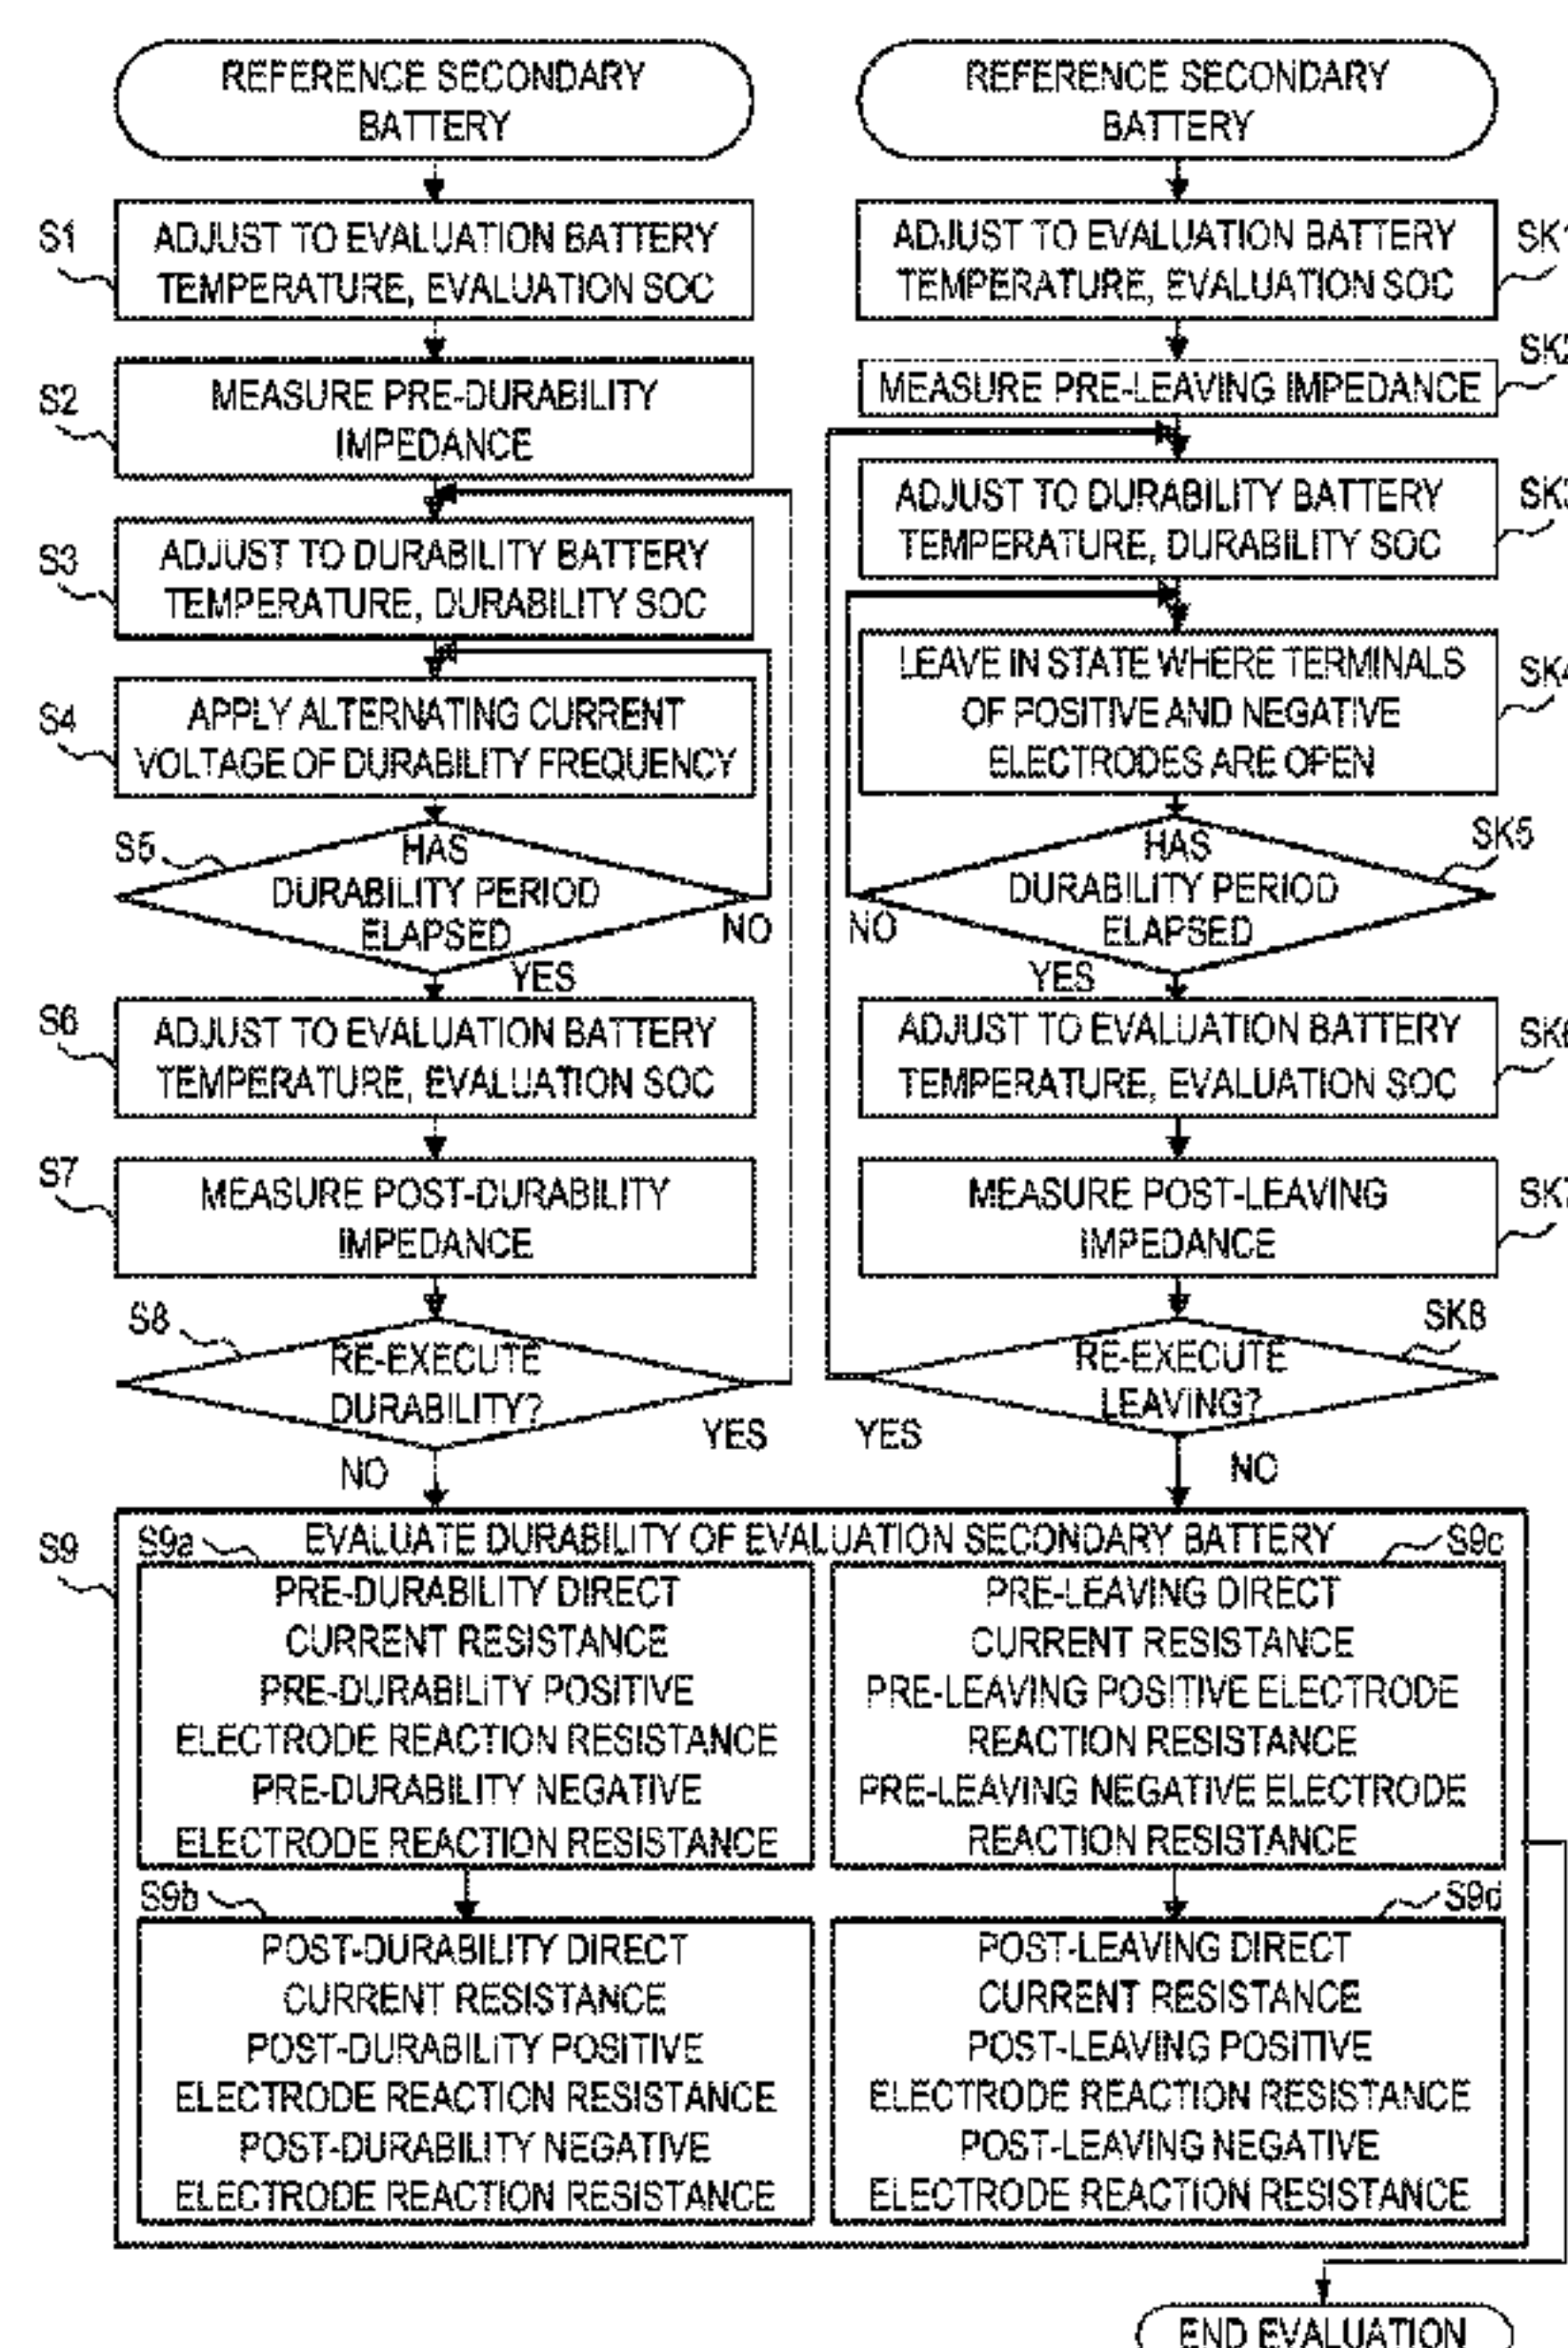 REFERENCE SECONDARY
BATTERY
S1
ADJUST TO EVALUATION BATTERY
TEMPERATURE, EVALUATION SOC
S2
MEASURE PRE-DURABILITY
IMPEDANCE
S3
ADJUST TO DURABILITY BATTERY
TEMPERATURE, DURABILITY SOC
S4
APPLY ALTERNATING CURRENT
VOLTAGE OF DURABILITY FREQUENCY
S5
HAS
DURABILITY PERIOD
ELAPSED
NO
YES
S6
ADJUST TO EVALUATION BATTERY
TEMPERATURE, EVALUATION SOC
S7
MEASURE POST-DURABILITY
IMPEDANCE
S8
RE-EXECUTE
DURABILITY?
YES
NO
REFERENCE SECONDARY
BATTERY
SK1
ADJUST TO EVALUATION BATTERY
TEMPERATURE, EVALUATION SOC
SK2
MEASURE PRE-LEAVING IMPEDANCE
SK3
ADJUST TO DURABILITY BATTERY
TEMPERATURE, DURABILITY SOC
SK4
LEAVE IN STATE WHERE TERMINALS
OF POSITIVE AND NEGATIVE
ELECTRODES ARE OPEN
SK5
HAS
DURABILITY PERIOD
ELAPSED
NO
YES
SK6
ADJUST TO EVALUATION BATTERY
TEMPERATURE, EVALUATION SOC
SK7
MEASURE POST-LEAVING
IMPEDANCE
SK8
RE-EXECUTE
LEAVING?
YES
NO
S9
EVALUATE DURABILITY OF EVALUATION SECONDARY BATTERY
S9a
PRE-DURABILITY DIRECT
CURRENT RESISTANCE
PRE-DURABILITY POSITIVE
ELECTRODE REACTION RESISTANCE
PRE-DURABILITY NEGATIVE
ELECTRODE REACTION RESISTANCE
S9b
POST-DURABILITY DIRECT
CURRENT RESISTANCE
POST-DURABILITY POSITIVE
ELECTRODE REACTION RESISTANCE
POST-DURABILITY NEGATIVE
ELECTRODE REACTION RESISTANCE
S9c
PRE-LEAVING DIRECT
CURRENT RESISTANCE
PRE-LEAVING POSITIVE ELECTRODE
REACTION RESISTANCE
PRE-LEAVING NEGATIVE ELECTRODE
REACTION RESISTANCE
S9d
POST-LEAVING DIRECT
CURRENT RESISTANCE
POST-LEAVING POSITIVE
ELECTRODE REACTION RESISTANCE
POST-LEAVING NEGATIVE
ELECTRODE REACTION RESISTANCE
END EVALUATION